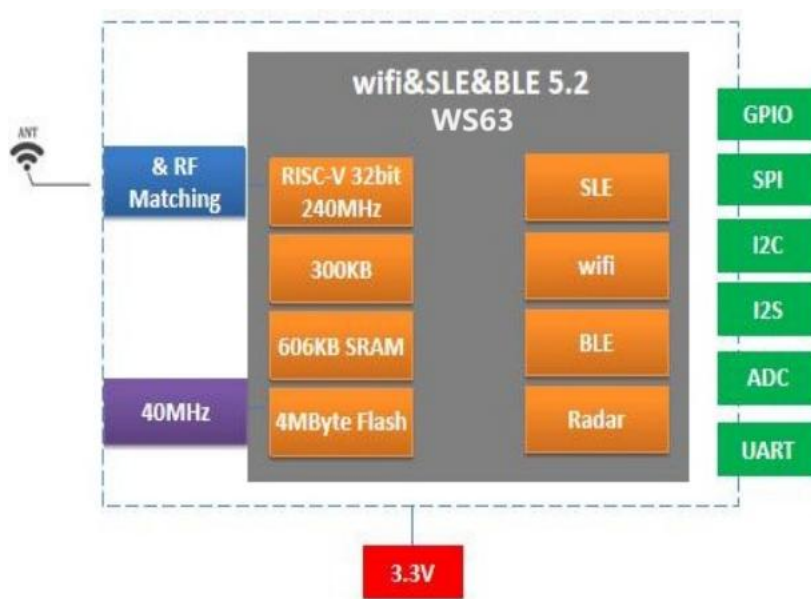 wifi&SLE&BLE 5.2
WS63
ANT
& RF
Matching
RISC-V 32bit
240MHz
300KB
606KB SRAM
4MByte Flash
40MHz
SLE
wifi
BLE
Radar
GPIO
SPI
I2C
I2S
ADC
UART
3.3V